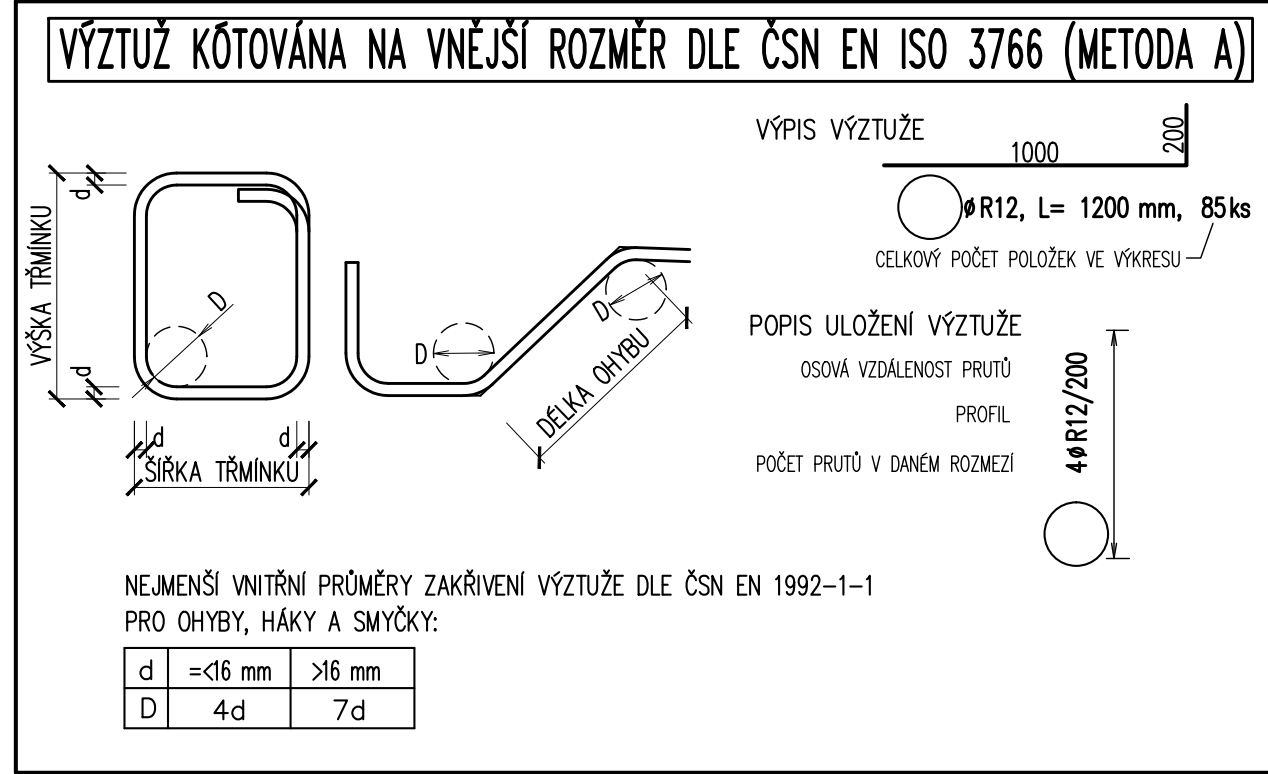 VÝZTUŽ KÓTOVÁNA NA VNĚJŠÍ ROZMĚR DLE ČSN EN ISO 3766 (METODA A)
VÝPIS VÝZTUŽE
1000
200
øR12, L= 1200 mm, 85ks
CELKOVÝ POČET POLOŽEK VE VÝKRESU
d
VÝŠKA TŘMÍNKU
D
d
d
d
ŠÍŘKA TŘMÍNKU
D
D
DÉLKA OHYBU
POPIS ULOŽENÍ VÝZTUŽE
OSOVÁ VZDÁLENOST PRUTŮ
PROFIL
POČET PRUTŮ V DANÉM ROZMEZÍ
4øR12/200
NEJMENŠÍ VNITŘNÍ PRŮMĚRY ZAKŘIVENÍ VÝZTUŽE DLE ČSN EN 1992-1-1
PRO OHYBY, HÁKY A SMYČKY:
d =<16 mm >16 mm
D 4d 7d